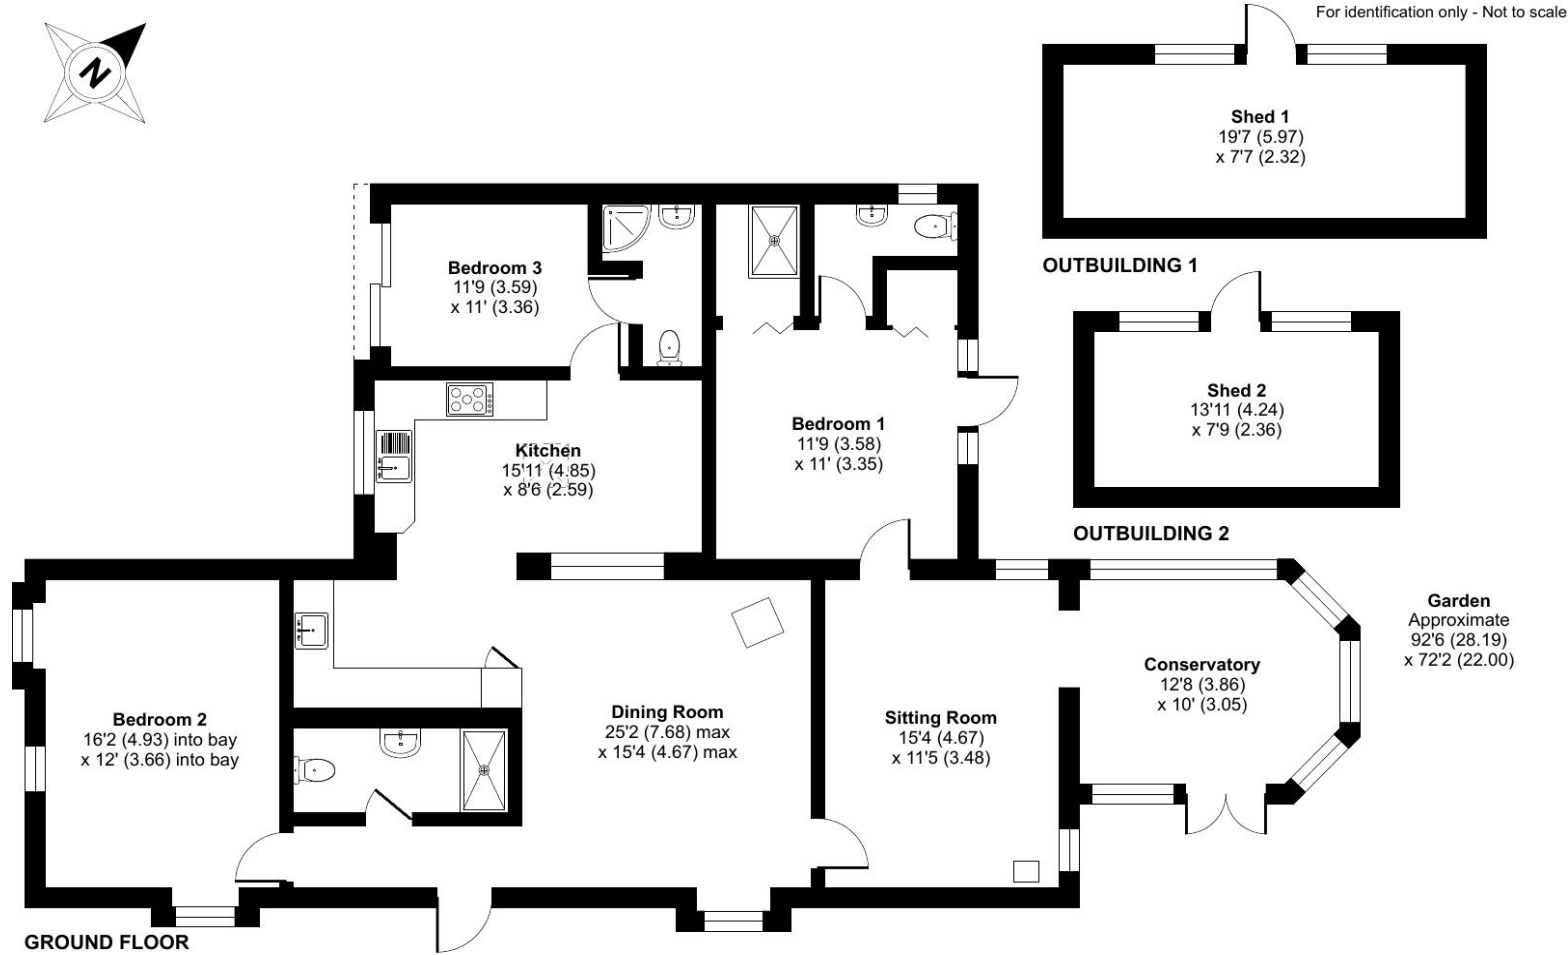 For identification only - Not to scale
N
Shed 1
19'7 (5.97)
x 7'7 (2.32)
OUTBUILDING 1
Bedroom 3
11'9 (3.59)
x 11' (3.36)
Shed 2
13'11 (4.24)
x 7'9 (2.36)
OUTBUILDING 2
Bedroom 1
11'9 (3.58)
x 11' (3.35)
Kitchen
15'11 (4.85)
x 8'6 (2.59)
Garden
Approximate
92'6 (28.19)
x 72'2 (22.00)
Conservatory
12'8 (3.86)
x 10' (3.05)
Bedroom 2
16'2 (4.93) into bay
x 12' (3.66) into bay
Dining Room
25'2 (7.68) max
x 15'4 (4.67) max
Sitting Room
15'4 (4.67)
x 11'5 (3.48)
GROUND FLOOR